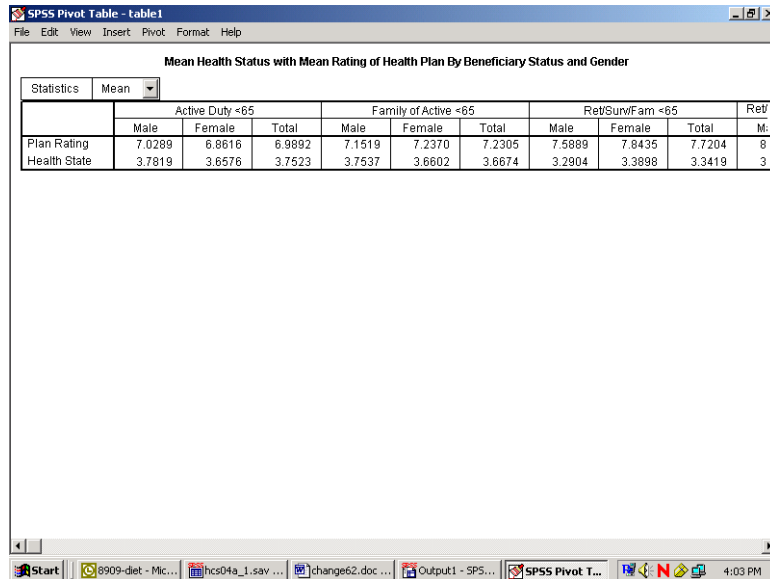 SPSS Pivot Table - table1
File Edit View Insert Pivot Format Help
Mean Health Status with Mean Rating of Health Plan By Beneficiary Status and Gender
Statistics Mean
Active Duty <65 Family of Active <65 Ret/Surv/Fam <65 Ret/
Male Female Total Male Female Total Male Female Total
Plan Rating 7.0289 6.8616 6.9892 7.1519 7.2370 7.2305 7.5889 7.8435 7.7204 8
Health State 3.7819 3.6576 3.7523 3.7537 3.6602 3.6674 3.2904 3.3898 3.3419 3
Start 8909-diet - Mic... hcs04a_1.sav ... change62.doc ... Output1 - SPS... SPSS Pivot T... N 4:03 PM